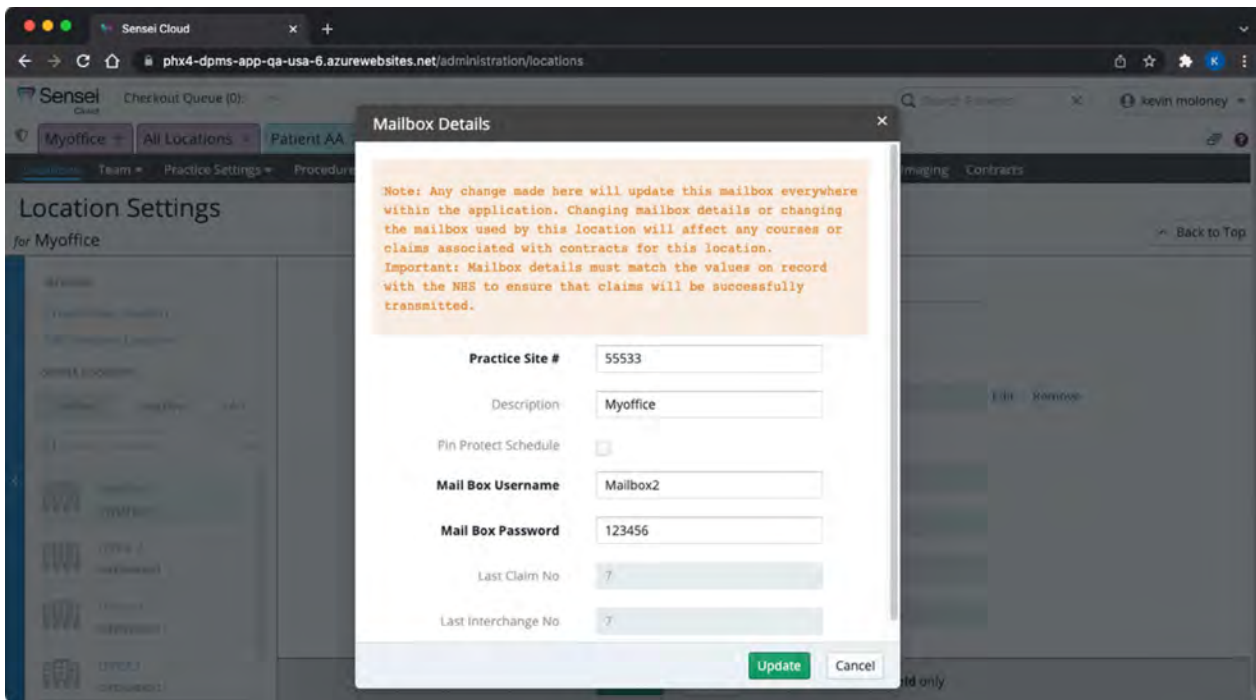 Sensei Cloud
phx4-dpms-app-qa-usa-6.azurewebsites.net/administration/locations
K
Sensei
Cloud
Checkout Queue (0):
kevin moloney
Myoffice
All Locations
Patient AA
Team
Practice Settings
Procedure
Imaging
Contracts
Location Settings
for Myoffice
Back to Top
Edit
Remove
Mailbox Details
Note: Any change made here will update this mailbox everywhere
within the application. Changing mailbox details or changing
the mailbox used by this location will affect any courses or
claims associated with contracts for this location.
Important: Mailbox details must match the values on record
with the NHS to ensure that claims will be successfully
transmitted.
Practice Site # 55533
Description Myoffice
Pin Protect Schedule
Mail Box Username Mailbox2
Mail Box Password 123456
Last Claim No 7
Last Interchange No 7
Update
Cancel
only